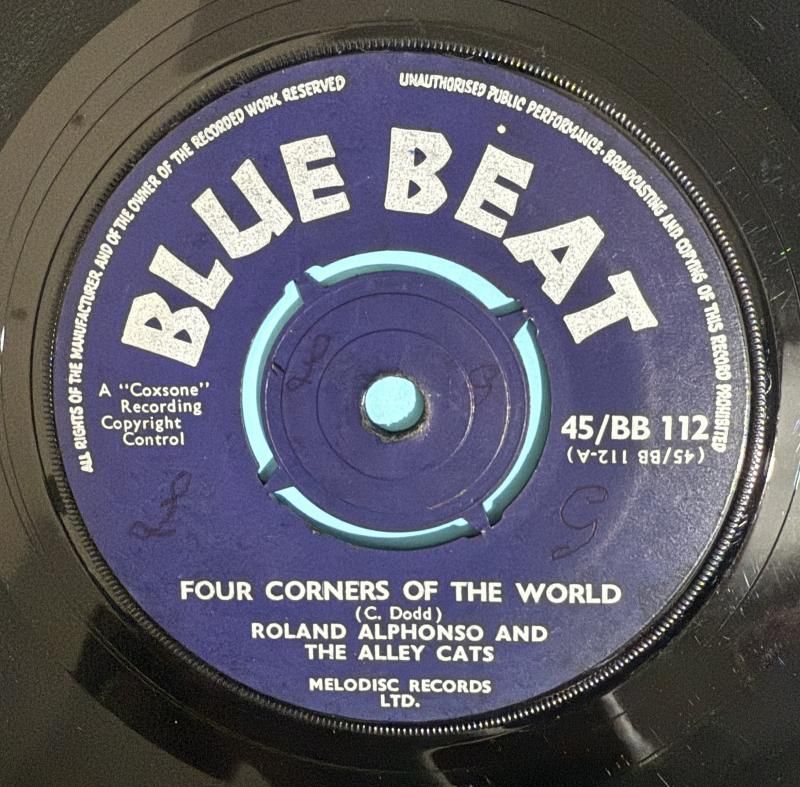 ALL RIGHTS OF THE MANUFACTURER AND OF THE OWNER OF THE RECORDED WORK RESERVED
UNAUTHORISED PUBLIC PERFORMANCE · BROADCASTING AND COPYING OF THIS RECORD PROHIBITED
BLUE BEAT
A "Coxsone"
Recording
Copyright
Control
45/BB 112
(45/BB 112-A)
FOUR CORNERS OF THE WORLD
(C. Dodd)
ROLAND ALPHONSO AND
THE ALLEY CATS
MELODISC RECORDS
LTD.